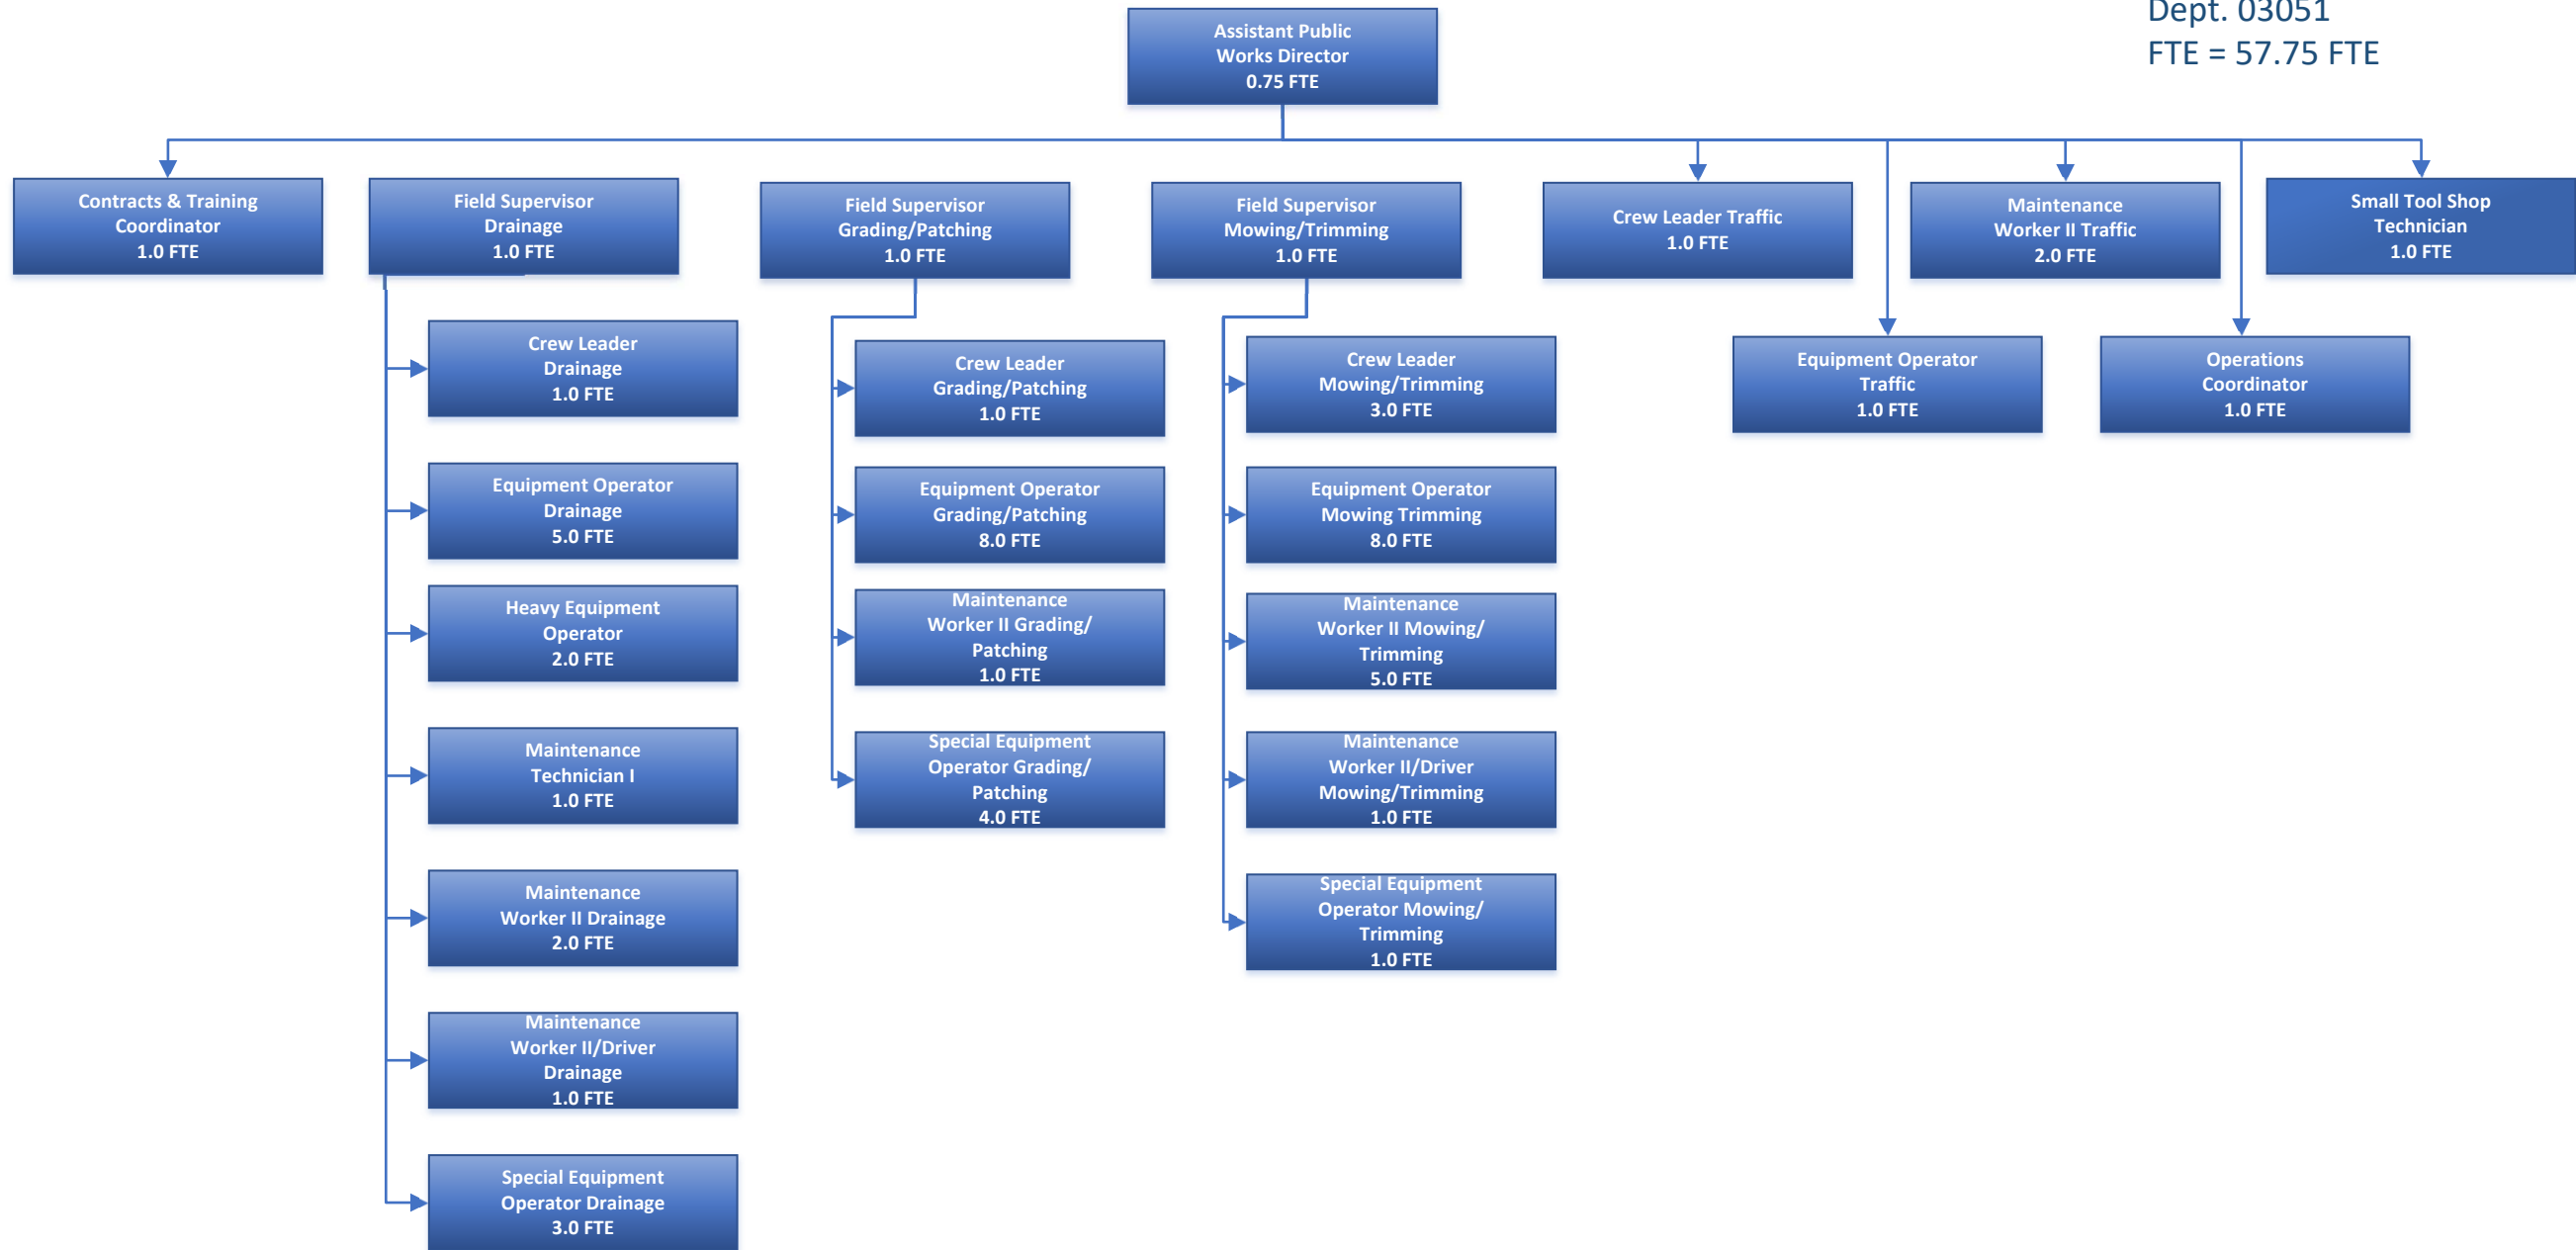 Dept. 03051
FTE = 57.75 FTE
Assistant Public
Works Director
0.75 FTE
Contracts & Training
Coordinator
1.0 FTE
Field Supervisor
Drainage
1.0 FTE
Field Supervisor
Grading/Patching
1.0 FTE
Field Supervisor
Mowing/Trimming
1.0 FTE
Crew Leader Traffic
1.0 FTE
Maintenance
Worker II Traffic
2.0 FTE
Small Tool Shop
Technician
1.0 FTE
Equipment Operator
Traffic
1.0 FTE
Operations
Coordinator
1.0 FTE
Crew Leader
Drainage
1.0 FTE
Equipment Operator
Drainage
5.0 FTE
Heavy Equipment
Operator
2.0 FTE
Maintenance
Technician I
1.0 FTE
Maintenance
Worker II Drainage
2.0 FTE
Maintenance
Worker II/Driver
Drainage
1.0 FTE
Special Equipment
Operator Drainage
3.0 FTE
Crew Leader
Grading/Patching
1.0 FTE
Equipment Operator
Grading/Patching
8.0 FTE
Maintenance
Worker II Grading/
Patching
1.0 FTE
Special Equipment
Operator Grading/
Patching
4.0 FTE
Crew Leader
Mowing/Trimming
3.0 FTE
Equipment Operator
Mowing Trimming
8.0 FTE
Maintenance
Worker II Mowing/
Trimming
5.0 FTE
Maintenance
Worker II/Driver
Mowing/Trimming
1.0 FTE
Special Equipment
Operator Mowing/
Trimming
1.0 FTE